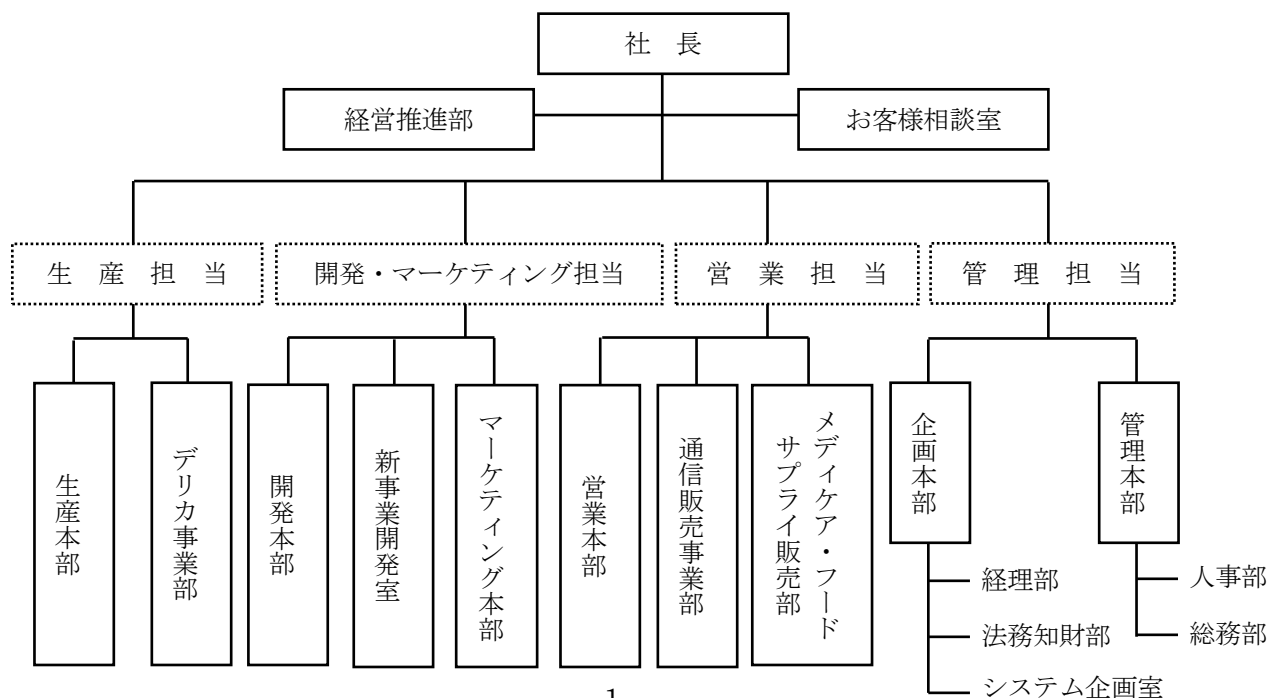 社　長
経営推進部
お客様相談室
生　産　担　当
開発・マーケティング担当
営　業　担　当
管　理　担　当
生産本部
デリカ事業部
開発本部
新事業開発室
マーケティング本部
営業本部
通信販売事業部
メディケア・フード
サプライ販売部
企画本部
管理本部
経理部
法務知財部
システム企画室
人事部
総務部
1